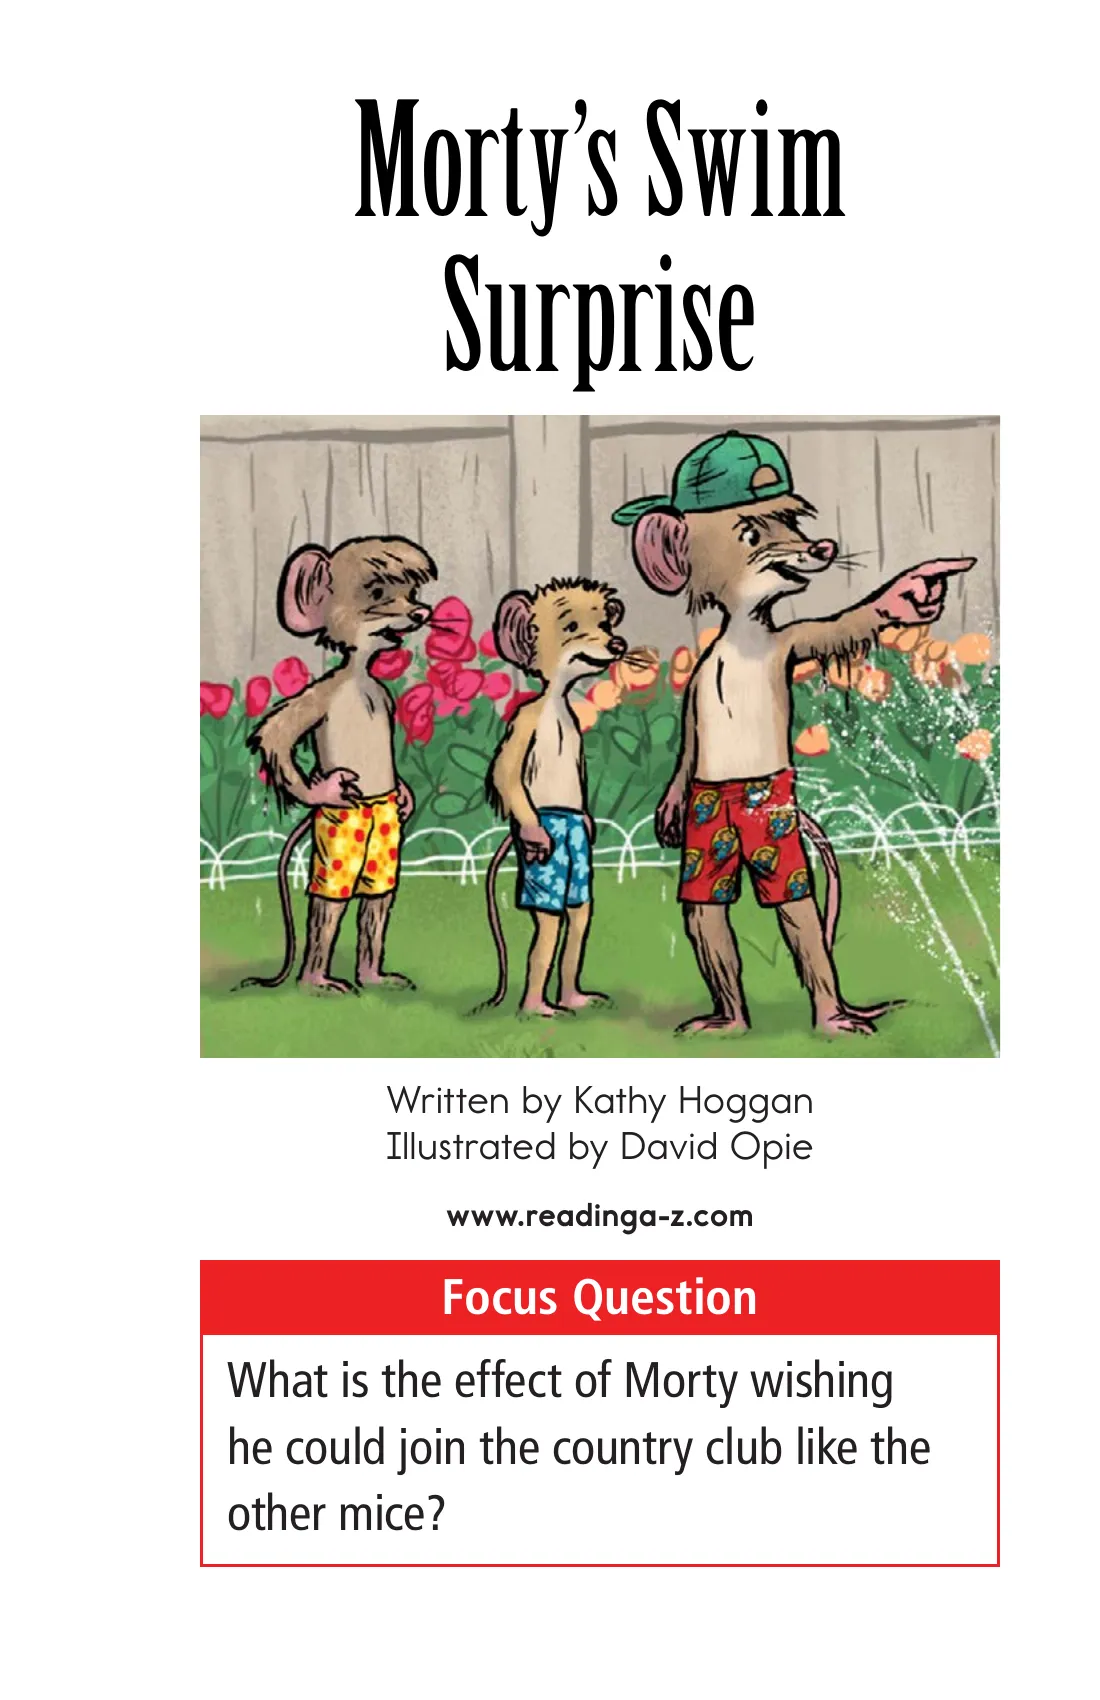 Morty’s Swim
Surprise
Written by Kathy Hoggan
Illustrated by David Opie
www.readinga-z.com
Focus Question
What is the effect of Morty wishing
he could join the country club like the
other mice?